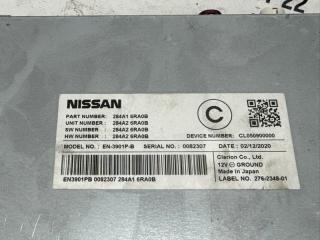 22
NISSAN
PART NUMBER : 284A1 6RA0B
UNIT NUMBER : 284A2 6RA0B
SW NUMBER : 284A2 6RA0B
HW NUMBER : 284A2 6RA0B
C
DEVICE NUMBER: CL050900000
MODEL NO. : EN-3901P-B SERIAL NO. : 0082307 DATE : 02/12/2020
Clarion Co., Ltd.
12V ⎓ GROUND
Made In Japan
EN3901PB 0082307 284A1 6RA0B LABEL NO. 276-2348-01